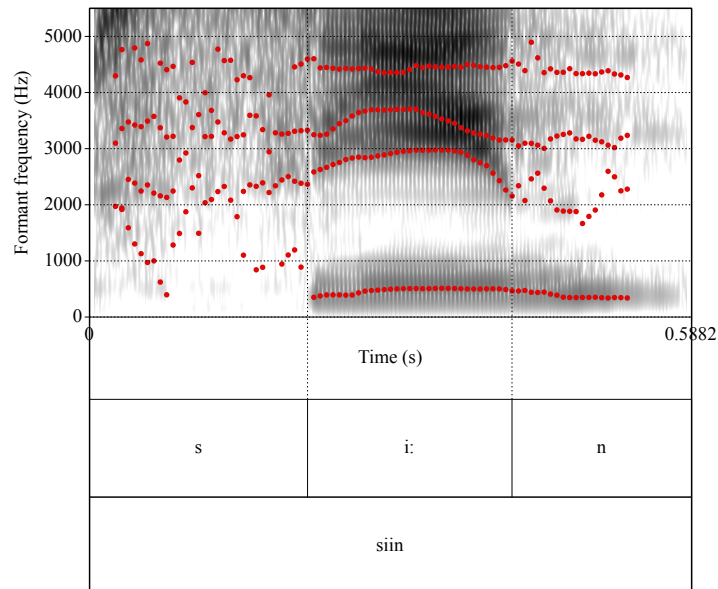 Formant frequency (Hz)
5000
4000
3000
2000
1000
0
0
0.5882
Time (s)
s
i:
n
siin